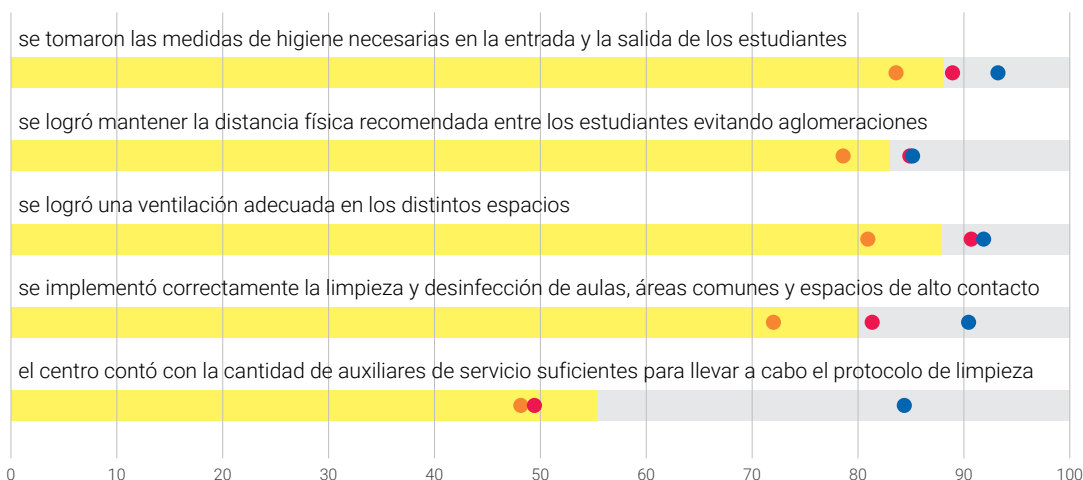 se tomaron las medidas de higiene necesarias en la entrada y la salida de los estudiantes
se logró mantener la distancia física recomendada entre los estudiantes evitando aglomeraciones
se logró una ventilación adecuada en los distintos espacios
se implementó correctamente la limpieza y desinfección de aulas, áreas comunes y espacios de alto contacto
el centro contó con la cantidad de auxiliares de servicio suficientes para llevar a cabo el protocolo de limpieza
0 10 20 30 40 50 60 70 80 90 100